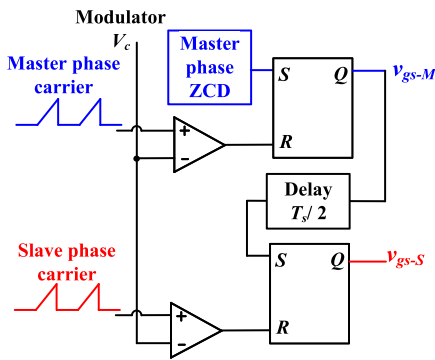 Modulator
Vc
Master phase
carrier
+
−
Master
phase
ZCD
S
Q
R
vgs-M
Delay
Ts/ 2
Slave phase
carrier
+
−
S
Q
R
vgs-S